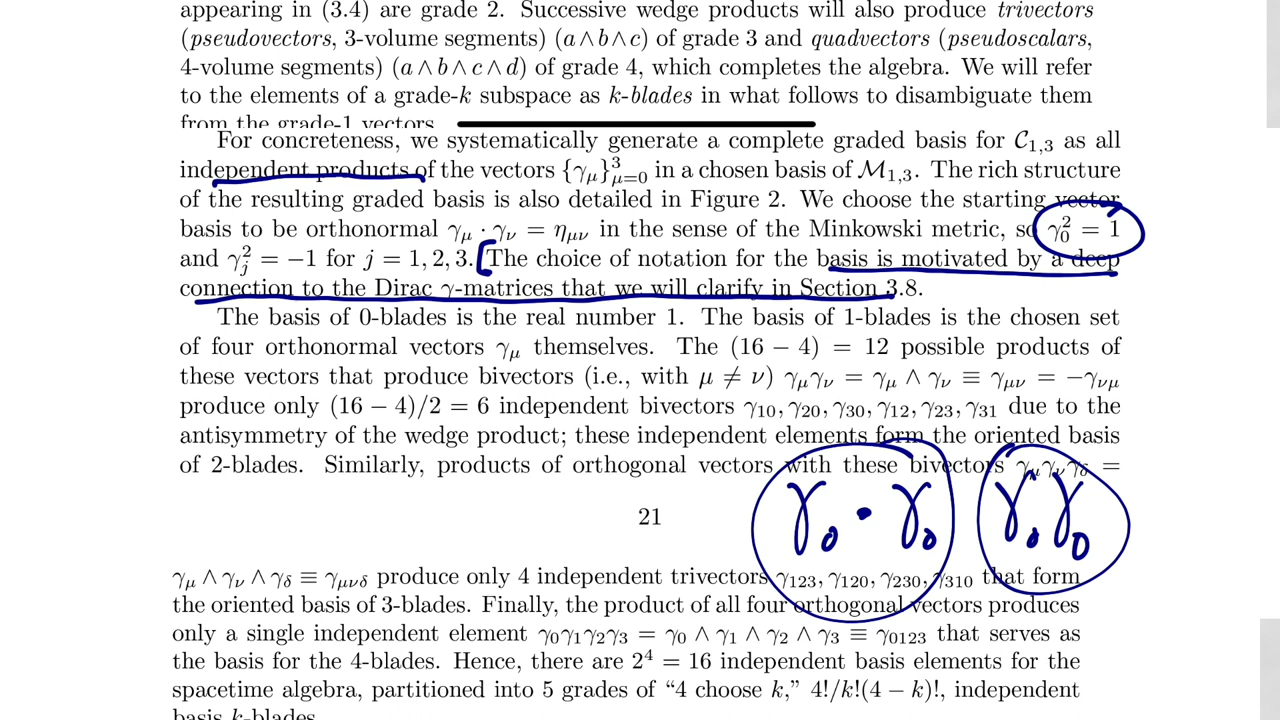 appearing in (3.4) are grade 2. Successive wedge products will also produce trivectors
(pseudovectors, 3-volume segments) (a∧b∧c) of grade 3 and quadvectors (pseudoscalars,
4-volume segments) (a ∧ b ∧ c ∧ d) of grade 4, which completes the algebra. We will refer
to the elements of a grade-k subspace as k-blades in what follows to disambiguate them
from the grade-1 vectors
For concreteness, we systematically generate a complete graded basis for C₁,₃ as all
independent products of the vectors {γμ}³μ=0 in a chosen basis of M₁,₃. The rich structure
of the resulting graded basis is also detailed in Figure 2. We choose the starting vector
basis to be orthonormal γμ · γν = ημν in the sense of the Minkowski metric, so γ₀² = 1
and γⱼ² = −1 for j = 1, 2, 3. [The choice of notation for the basis is motivated by a deep
connection to the Dirac γ-matrices that we will clarify in Section 3.8.
The basis of 0-blades is the real number 1. The basis of 1-blades is the chosen set
of four orthonormal vectors γμ themselves. The (16 − 4) = 12 possible products of
these vectors that produce bivectors (i.e., with μ ≠ ν) γμγν = γμ ∧ γν ≡ γμν = −γνμ
produce only (16 − 4)/2 = 6 independent bivectors γ₁₀, γ₂₀, γ₃₀, γ₁₂, γ₂₃, γ₃₁ due to the
antisymmetry of the wedge product; these independent elements form the oriented basis
of 2-blades. Similarly, products of orthogonal vectors with these bivectors γμγνγδ =
γ₀ · γ₀ γ₀γ₀
21
γμ ∧ γν ∧ γδ ≡ γμνδ produce only 4 independent trivectors γ₁₂₃, γ₁₂₀, γ₂₃₀, γ₃₁₀ that form
the oriented basis of 3-blades. Finally, the product of all four orthogonal vectors produces
only a single independent element γ₀γ₁γ₂γ₃ = γ₀ ∧ γ₁ ∧ γ₂ ∧ γ₃ ≡ γ₀₁₂₃ that serves as
the basis for the 4-blades. Hence, there are 2⁴ = 16 independent basis elements for the
spacetime algebra, partitioned into 5 grades of “4 choose k,” 4!/k!(4 − k)!, independent
basis k-blades